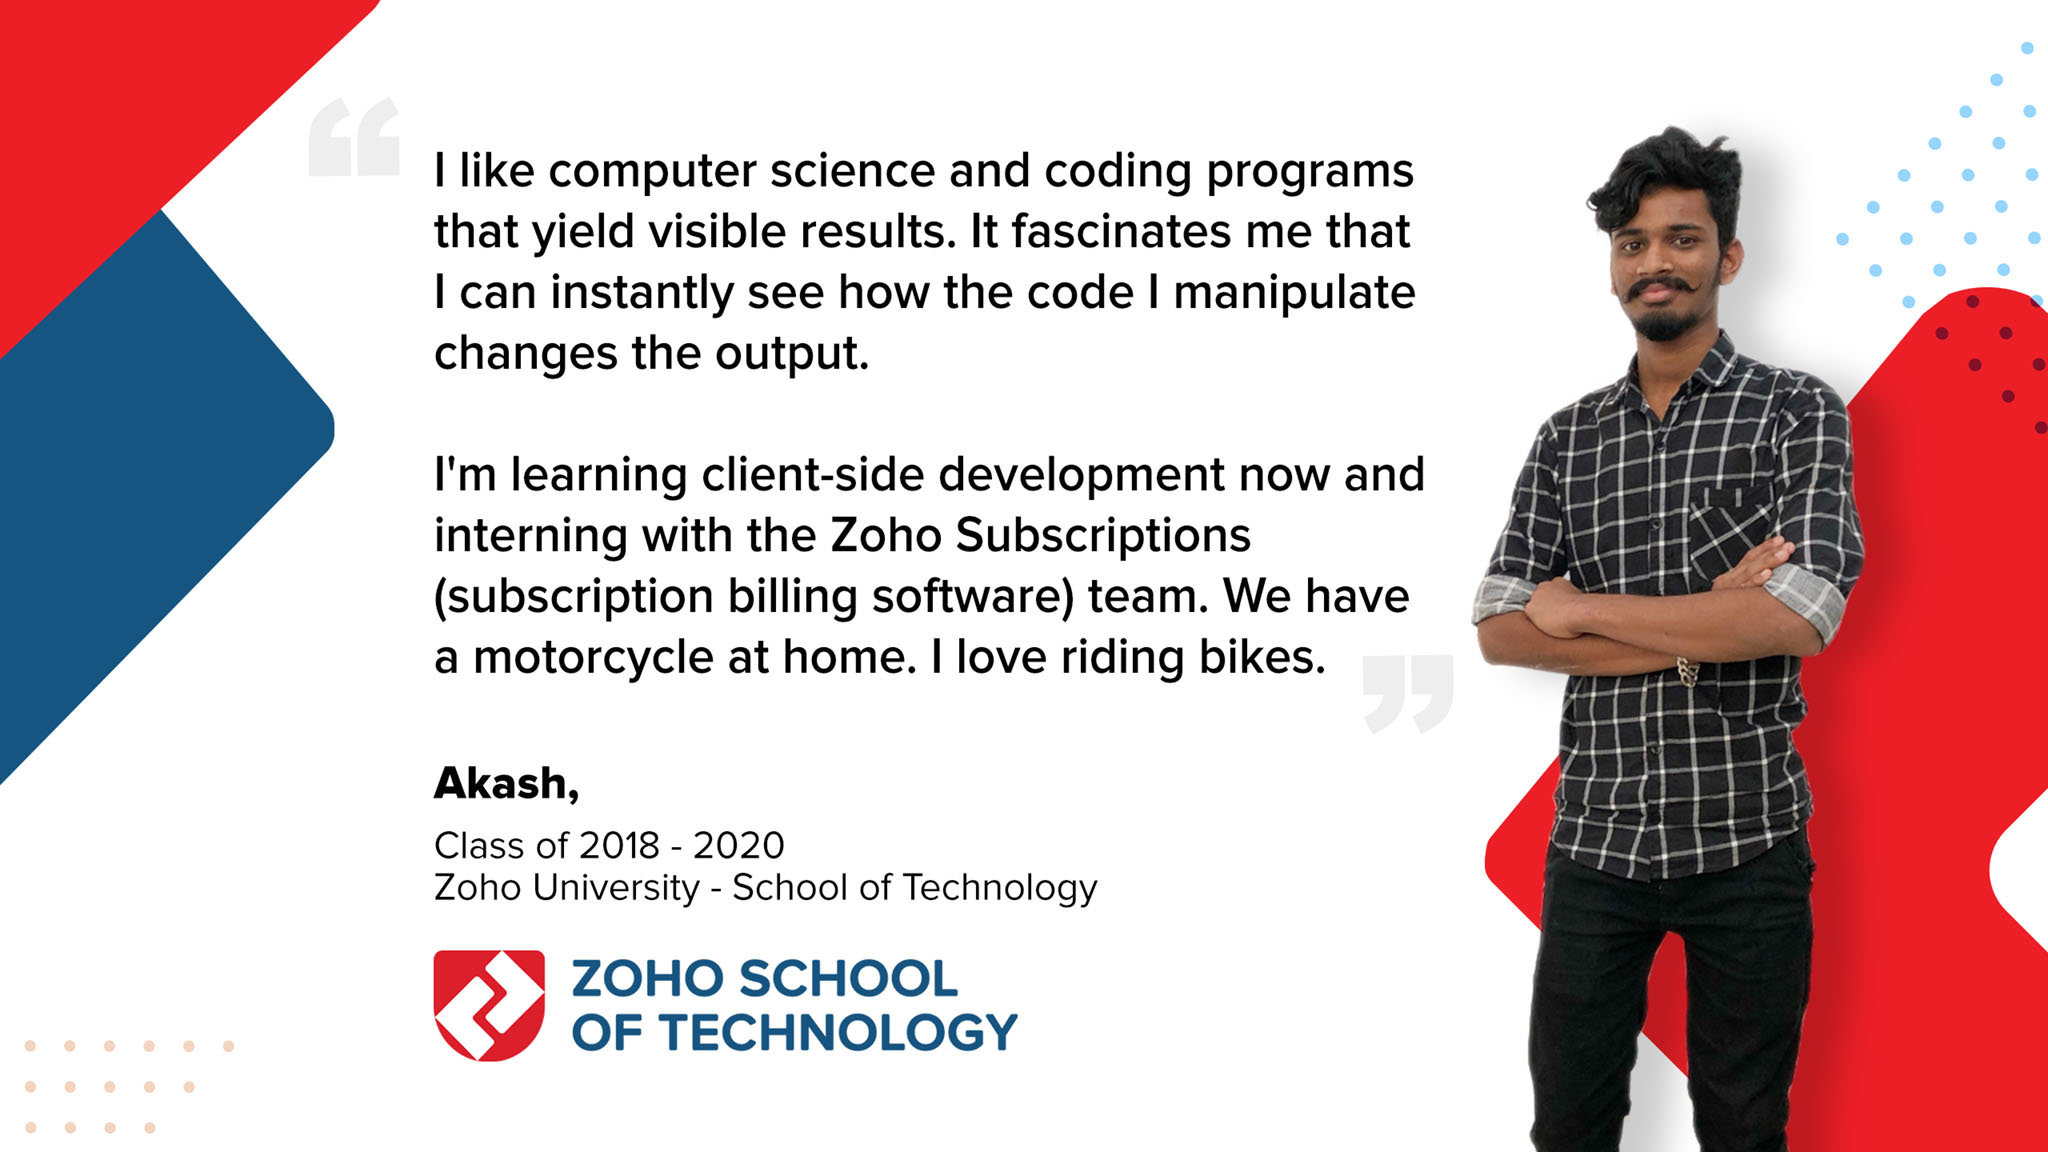 I like computer science and coding programs
that yield visible results. It fascinates me that
I can instantly see how the code I manipulate
changes the output.
I'm learning client-side development now and
interning with the Zoho Subscriptions
(subscription billing software) team. We have
a motorcycle at home. I love riding bikes.
Akash,
Class of 2018 - 2020
Zoho University - School of Technology
ZOHO SCHOOL
OF TECHNOLOGY